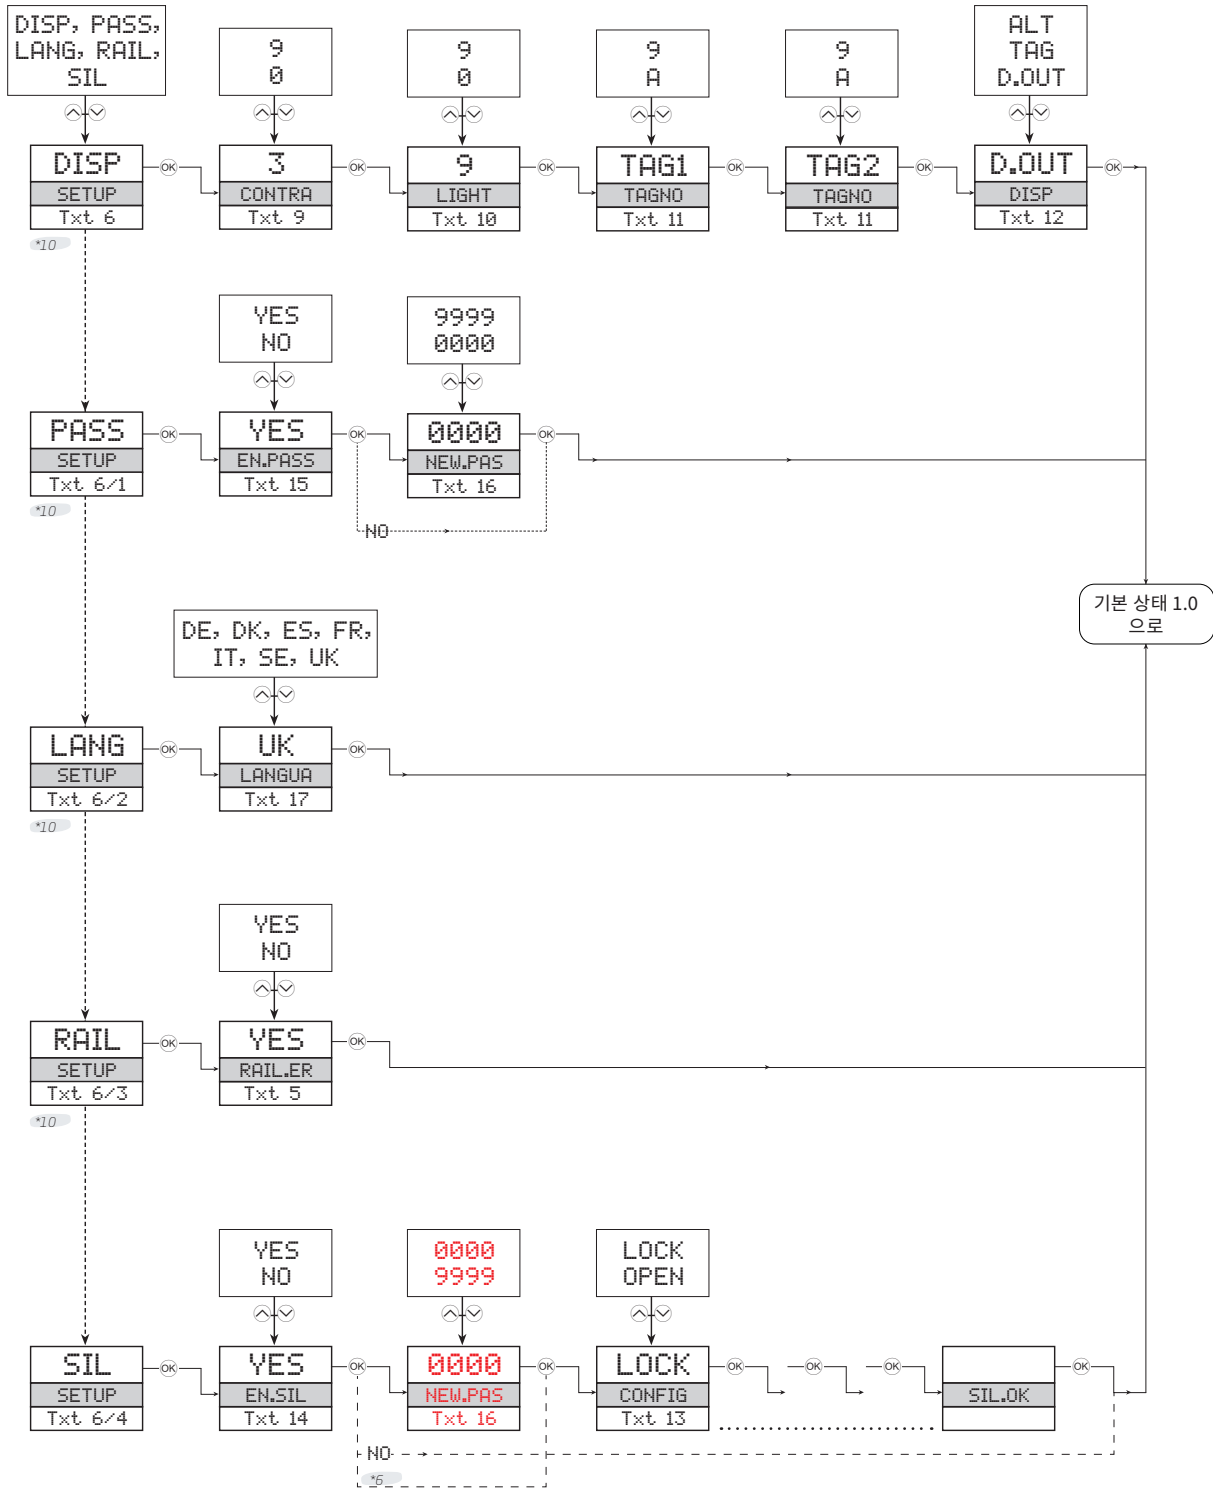 DISP, PASS,
LANG, RAIL,
SIL
9
0
9
0
9
A
9
A
ALT
TAG
D.OUT
DISP
SETUP
Txt 6
*10
OK
3
CONTRA
Txt 9
OK
9
LIGHT
Txt 10
OK
TAG1
TAGNO
Txt 11
OK
TAG2
TAGNO
Txt 11
OK
D.OUT
DISP
Txt 12
OK
YES
NO
9999
0000
PASS
SETUP
Txt 6/1
*10
OK
YES
EN.PASS
Txt 15
OK
0000
NEW.PAS
Txt 16
OK
NO
기본 상태 1.0
으로
DE, DK, ES, FR,
IT, SE, UK
LANG
SETUP
Txt 6/2
*10
OK
UK
LANGUA
Txt 17
OK
YES
NO
RAIL
SETUP
Txt 6/3
*10
OK
YES
RAIL.ER
Txt 5
OK
YES
NO
0000
9999
LOCK
OPEN
SIL
SETUP
Txt 6/4
OK
YES
EN.SIL
Txt 14
OK
0000
NEW.PAS
Txt 16
OK
LOCK
CONFIG
Txt 13
OK
OK
OK
SIL.OK
OK
NO
*6